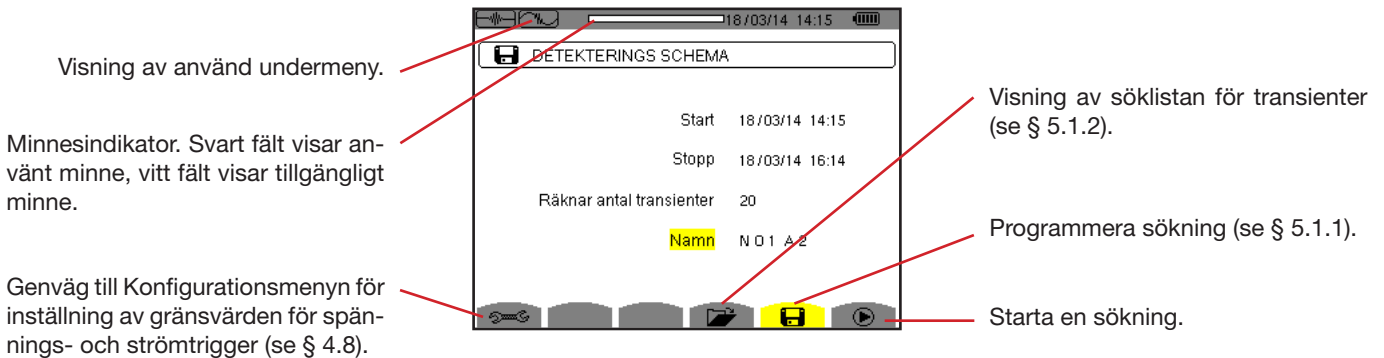 18/03/14 14:15
DETEKTERINGS SCHEMA
Visning av använd undermeny.
Minnesindikator. Svart fält visar an-
vänt minne, vitt fält visar tillgängligt
minne.
Genväg till Konfigurationsmenyn för
inställning av gränsvärden för spän-
nings- och strömtrigger (se § 4.8).
Start 18/03/14 14:15
Stopp 18/03/14 16:14
Räknar antal transienter 20
Namn N 0 1 A 2
Visning av söklistan för transienter
(se § 5.1.2).
Programmera sökning (se § 5.1.1).
Starta en sökning.